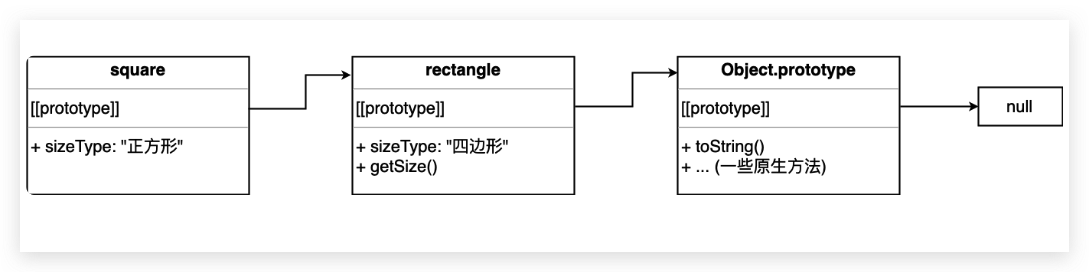 square
[[prototype]]
+ sizeType: "正方形"
rectangle
[[prototype]]
+ sizeType: "四边形"
+ getSize()
Object.prototype
[[prototype]]
+ toString()
+ ... (一些原生方法)
null